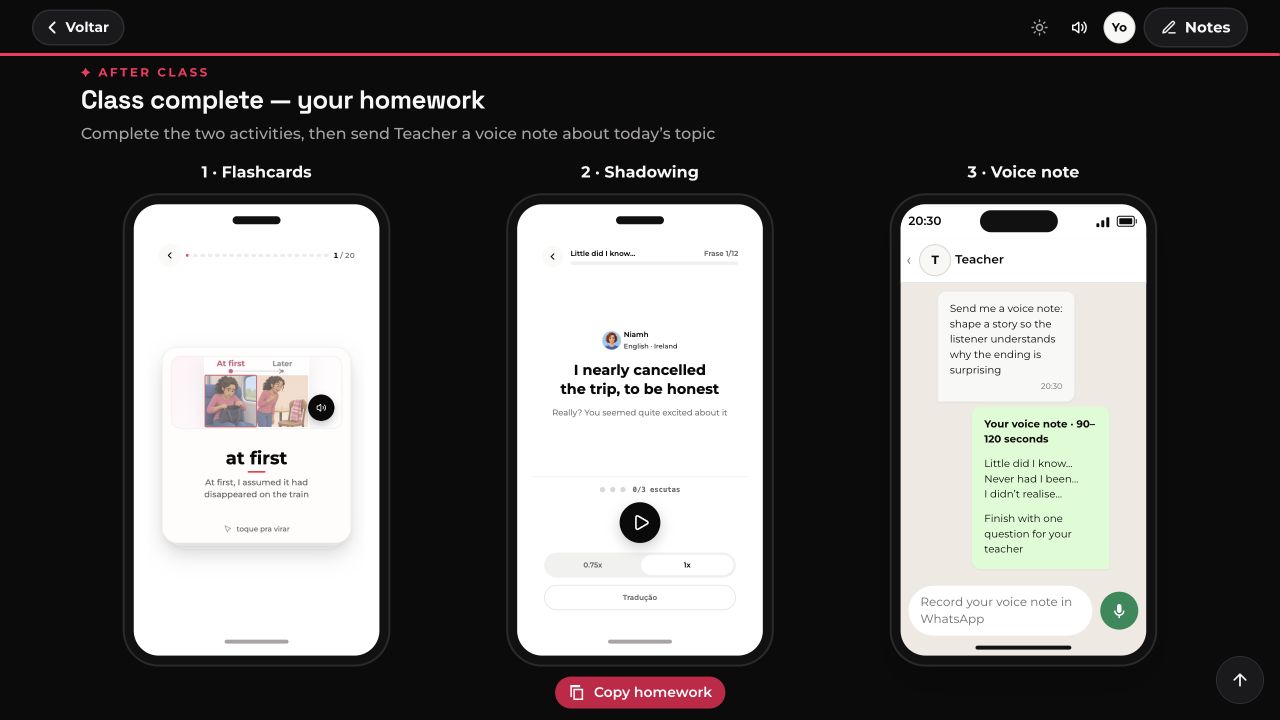 Voltar
Yo
Notes
AFTER CLASS
Class complete — your homework
Complete the two activities, then send Teacher a voice note about today's topic
1 · Flashcards
1 / 20
At first
Later
at first
At first, I assumed it had
disappeared on the train
toque pra virar
2 · Shadowing
Little did I know…
Frase 1/12
Niamh
English · Ireland
I nearly cancelled
the trip, to be honest
Really? You seemed quite excited about it
0/3 escutas
0.75x
1x
Tradução
3 · Voice note
20:30
T
Teacher
Send me a voice note:
shape a story so the
listener understands
why the ending is
surprising
20:30
Your voice note · 90–
120 seconds
Little did I know…
Never had I been…
I didn't realise…
Finish with one
question for your
teacher
Record your voice note in
WhatsApp
Copy homework